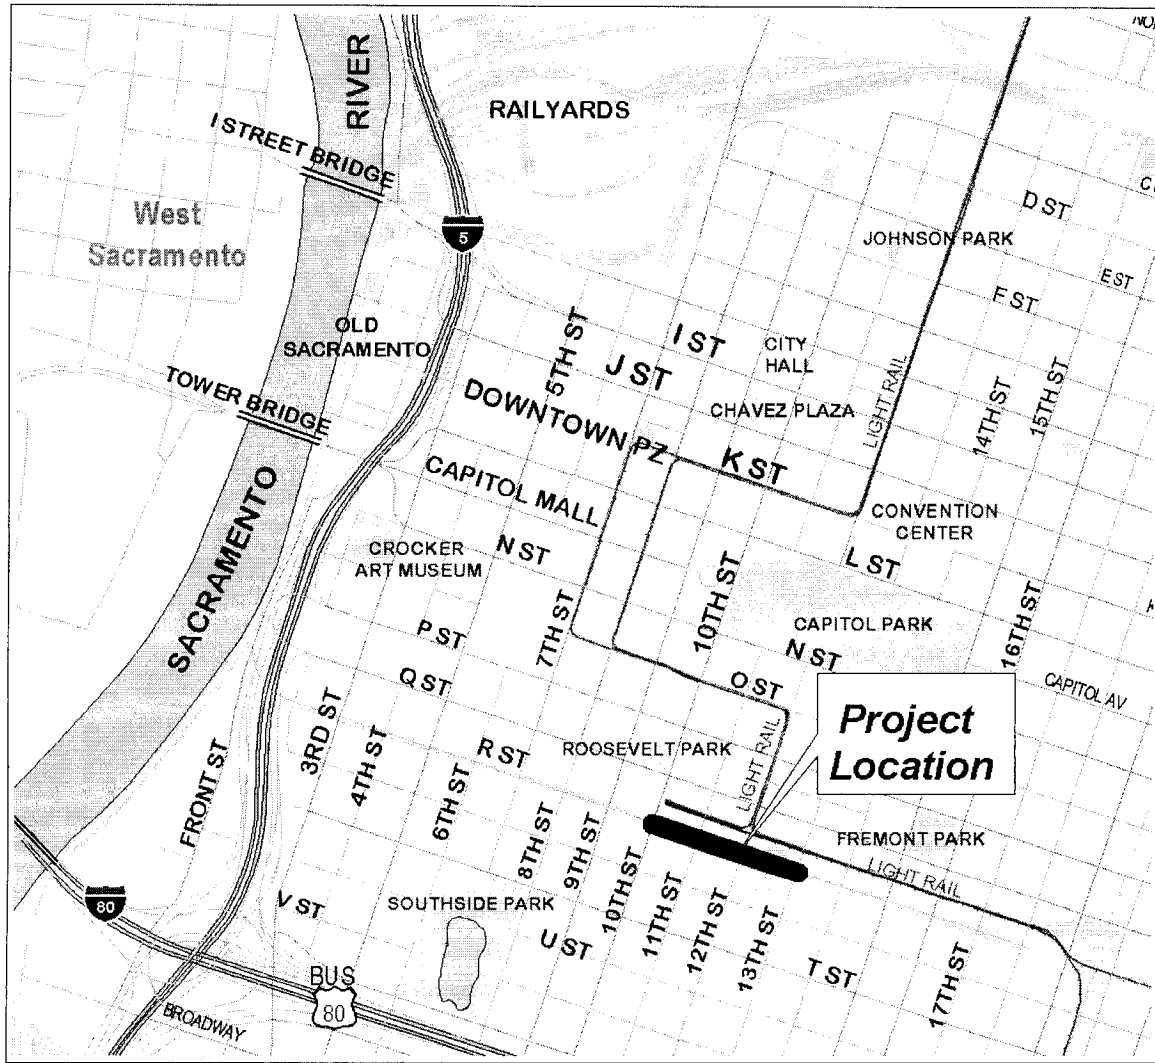 RIVER
RAILYARDS
I STREET BRIDGE
West
Sacramento
5
D ST
JOHNSON PARK
E ST
F ST
OLD
SACRAMENTO
5TH ST
I ST
J ST
CITY
HALL
LIGHT RAIL
14TH ST
15TH ST
TOWER BRIDGE
DOWNTOWN PZ
CHAVEZ PLAZA
K ST
CAPITOL MALL
CONVENTION
CENTER
SACRAMENTO
CROCKER
ART MUSEUM
N ST
L ST
10TH ST
7TH ST
CAPITOL PARK
16TH ST
P ST
N ST
Q ST
O ST
CAPITOL AV
Project
Location
3RD ST
4TH ST
R ST
ROOSEVELT PARK
LIGHT RAIL
FRONT ST
6TH ST
8TH ST
9TH ST
FREMONT PARK
LIGHT RAIL
80
V ST
SOUTHSIDE PARK
10TH ST
11TH ST
12TH ST
13TH ST
U ST
T ST
17TH ST
BUS
80
BROADWAY